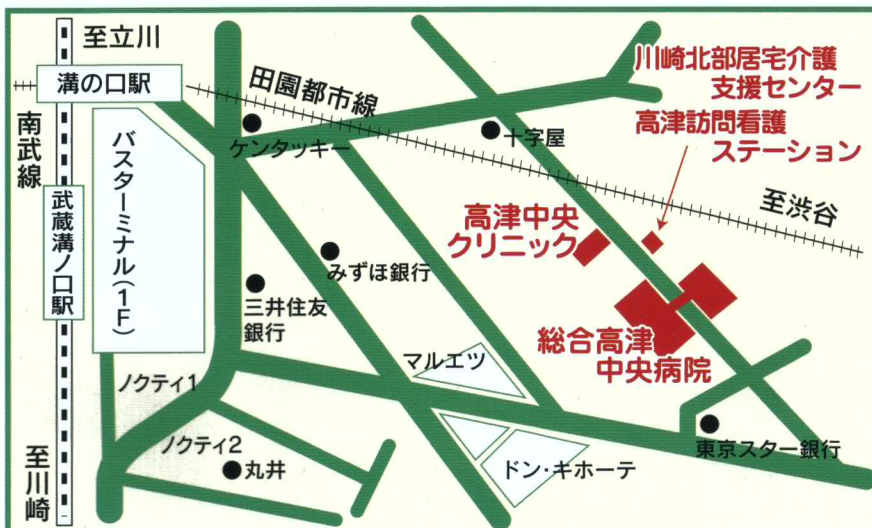 至立川
溝の口駅
南武線
田園都市線
川崎北部居宅介護
支援センター
高津訪問看護
ステーション
ケンタッキー
十字屋
至渋谷
バスターミナル(1F)
武蔵溝ノ口駅
高津中央
クリニック
みずほ銀行
三井住友
銀行
総合高津
中央病院
マルエツ
ノクティ1
ノクティ2
丸井
ドン・キホーテ
東京スター銀行
至川崎